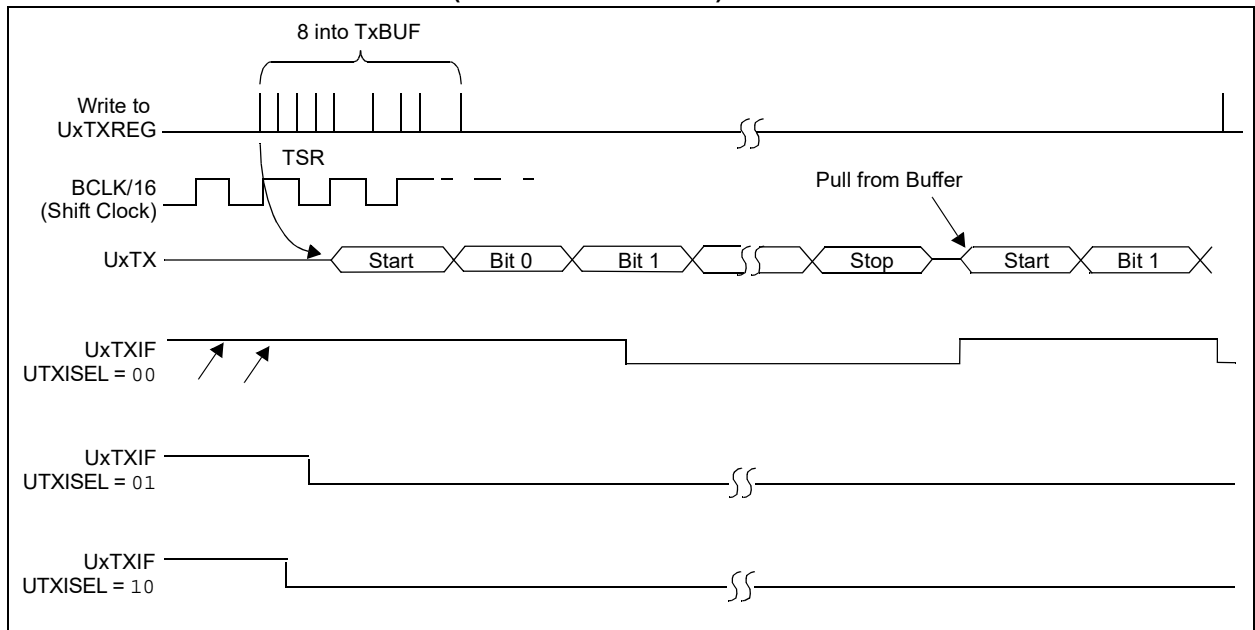 8 into TxBUF
Write to
UxTXREG
TSR
BCLK/16
(Shift Clock)
Pull from Buffer
UxTX
Start
Bit 0
Bit 1
Stop
Start
Bit 1
UxTXIF
UTXISEL = 00
UxTXIF
UTXISEL = 01
UxTXIF
UTXISEL = 10